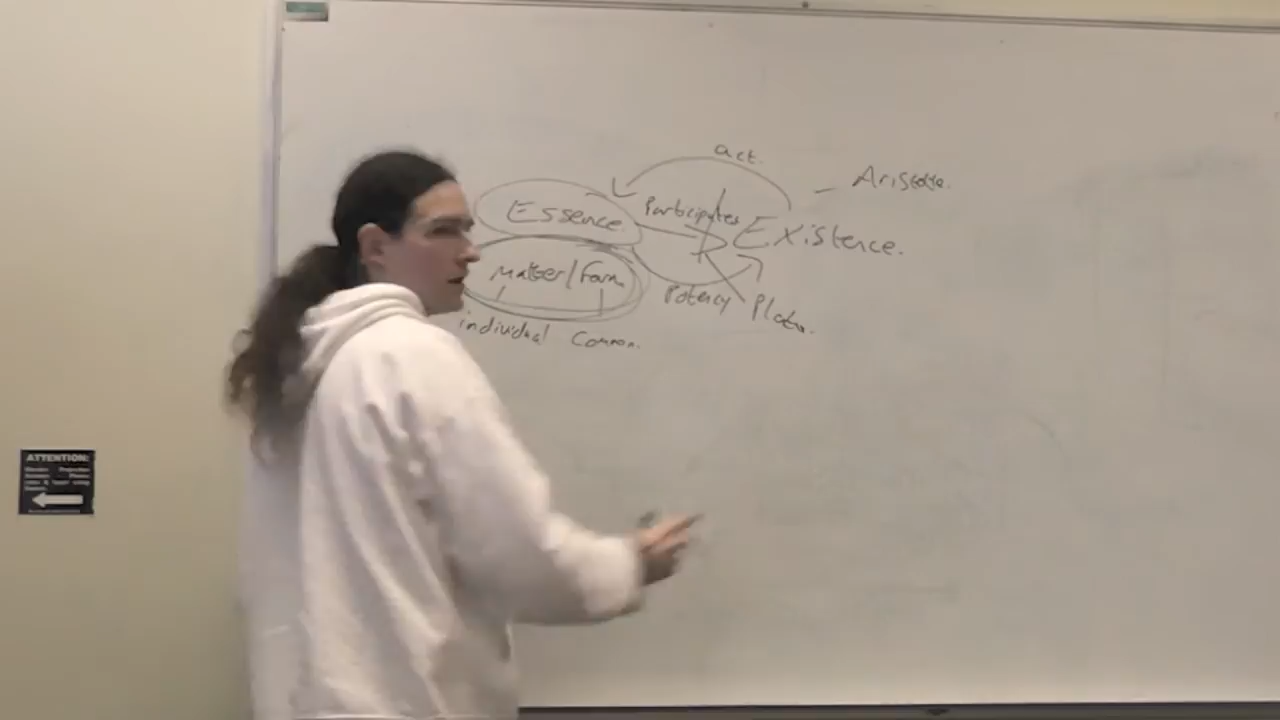 act.
Aristotle.
Essence
Participates
Existence.
Matter/Form
Potency
Plato.
individual Common.
ATTENTION: